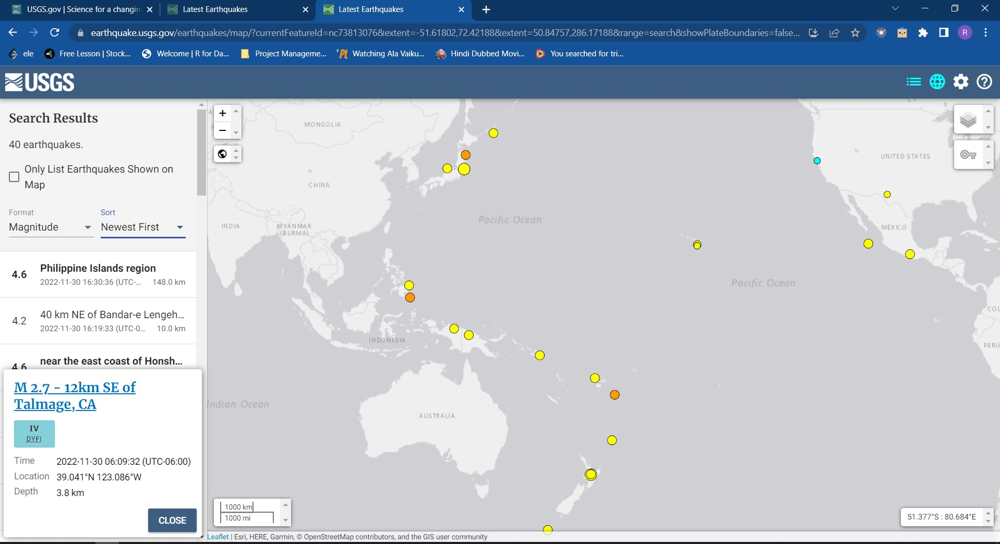 USGS.gov | Science for a changin
Latest Earthquakes
Latest Earthquakes
earthquake.usgs.gov/earthquakes/map/?currentFeatureId=nc73813076&extent=-51.61802,72.42188&extent=50.84757,286.17188&range=search&showPlateBoundaries=false...
R
ele
Free Lesson | Stock...
Welcome | R for Da...
Project Manageme...
Watching Ala Vaiku...
Hindi Dubbed Movi...
You searched for tri...
USGS
Search Results
40 earthquakes.
Only List Earthquakes Shown on
Map
Format
Sort
Magnitude
Newest First
4.6
Philippine Islands region
2022-11-30 16:30:36 (UTC-...
148.0 km
4.2
40 km NE of Bandar-e Lengeh...
2022-11-30 16:19:33 (UTC-0...
10.0 km
4.6
near the east coast of Honsh...
M 2.7 - 12km SE of
Talmage, CA
IV
DYFI
Time
2022-11-30 06:09:32 (UTC-06:00)
Location
39.041°N 123.086°W
Depth
3.8 km
CLOSE
+
−
MONGOLIA
CHINA
INDIA
MYANMAR
(BURMA)
Pacific Ocean
UNITED STATES
MÉXICO
Pacific Ocean
INDONESIA
COL
PERÚ
Indian Ocean
AUSTRALIA
1000 km
1000 mi
51.377°S : 80.684°E
Leaflet | Esri, HERE, Garmin, © OpenStreetMap contributors, and the GIS user community